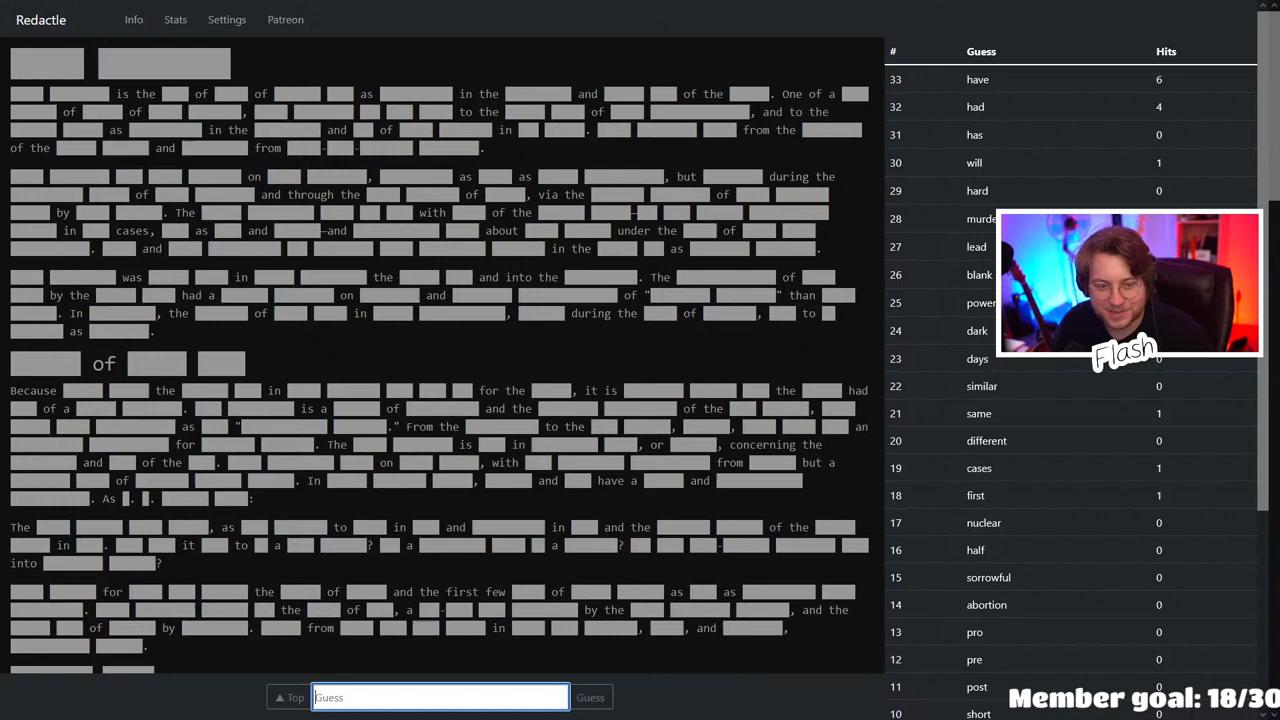 Redactle Info Stats Settings Patreon
# Guess Hits
33 have 6
32 had 4
31 has 0
30 will 1
29 hard 0
28 murde
27 lead
26 blank
25 powe
24 dark
23 days 0
22 similar 0
21 same 1
20 different 0
19 cases 1
18 first 1
17 nuclear 0
16 half 0
15 sorrowful 0
14 abortion 0
13 pro 0
12 pre 0
11 post
10 short
Flash
Member goal: 18/30
is the of of as in the and of the . One of a
of of of , to the of , and to the
as in the and of in . from the
of the and from - - .
on , as as , but during the
of and through the of , via the of
by . The with of the —
in cases, as and —and about under the of
. and in the as .
was in the and into the . The of
by the had a on and of " " than
. In , the of in , during the of , to
as .
of
Because the in for the , it is the had
of a . is a of and the of the ,
as " ." From the to the , , an
for . The is in , or , concerning the
and of the . on , with from but a
of . In , and have a and
. As . . :
The , as to in and in and the of the
in . it to a ? a a ? -
into ?
for the of and the first few of as as
. the of , a - by the , and the
of by . from in , , and ,
.
▲ Top Guess Guess